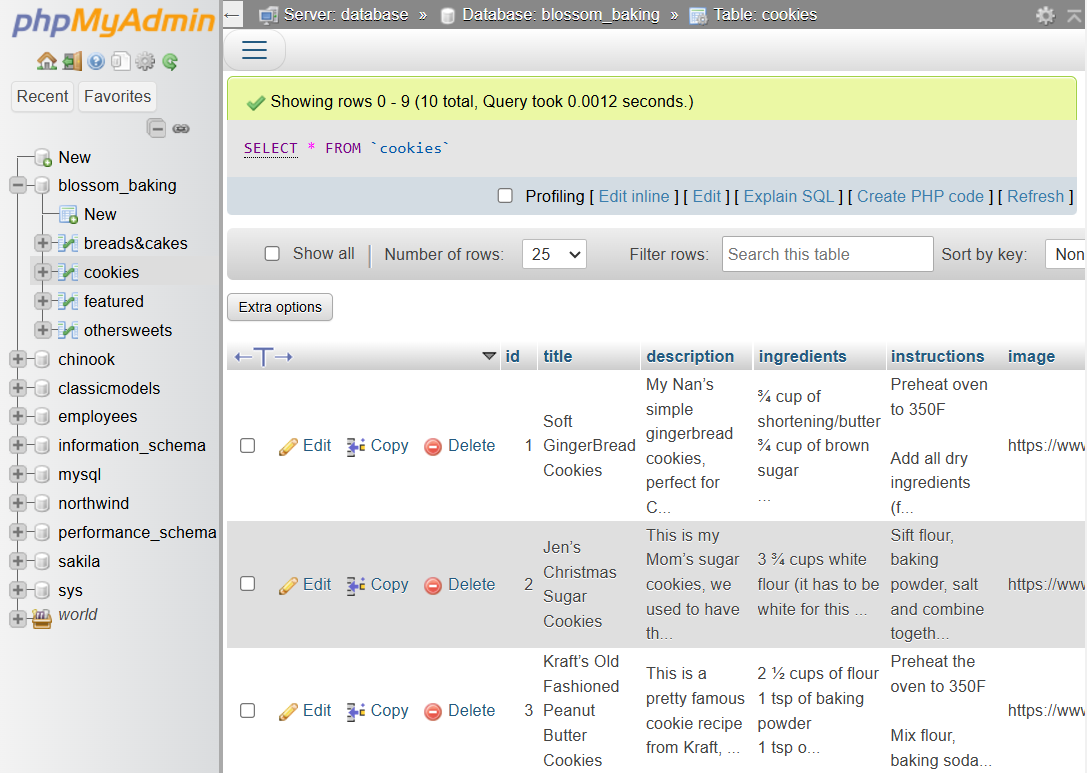 phpMyAdmin
Recent Favorites
New
blossom_baking
New
breads&cakes
cookies
featured
othersweets
chinook
classicmodels
employees
information_schema
mysql
northwind
performance_schema
sakila
sys
world
Server: database » Database: blossom_baking » Table: cookies
Showing rows 0 - 9 (10 total, Query took 0.0012 seconds.)
SELECT * FROM `cookies`
Profiling [ Edit inline ] [ Edit ] [ Explain SQL ] [ Create PHP code ] [ Refresh ]
Show all Number of rows: 25 Filter rows: Search this table Sort by key: Non
Extra options
id title description ingredients instructions image
Edit Copy Delete 1
Soft
GingerBread
Cookies
My Nan’s
simple
gingerbread
cookies,
perfect for
C...
¾ cup of
shortening/butter
¾ cup of brown
sugar
...
Preheat oven
to 350F
Add all dry
ingredients
(f...
https://ww
Edit Copy Delete 2
Jen’s
Christmas
Sugar
Cookies
This is my
Mom’s sugar
cookies, we
used to have
th...
3 ¾ cups white
flour (it has to be
white for this ...
Sift flour,
baking
powder, salt
and combine
togeth...
https://ww
Edit Copy Delete 3
Kraft’s Old
Fashioned
Peanut
Butter
Cookies
This is a
pretty famous
cookie recipe
from Kraft, ...
2 ½ cups of flour
1 tsp of baking
powder
1 tsp o...
Preheat the
oven to 350F
Mix flour,
baking soda...
https://ww